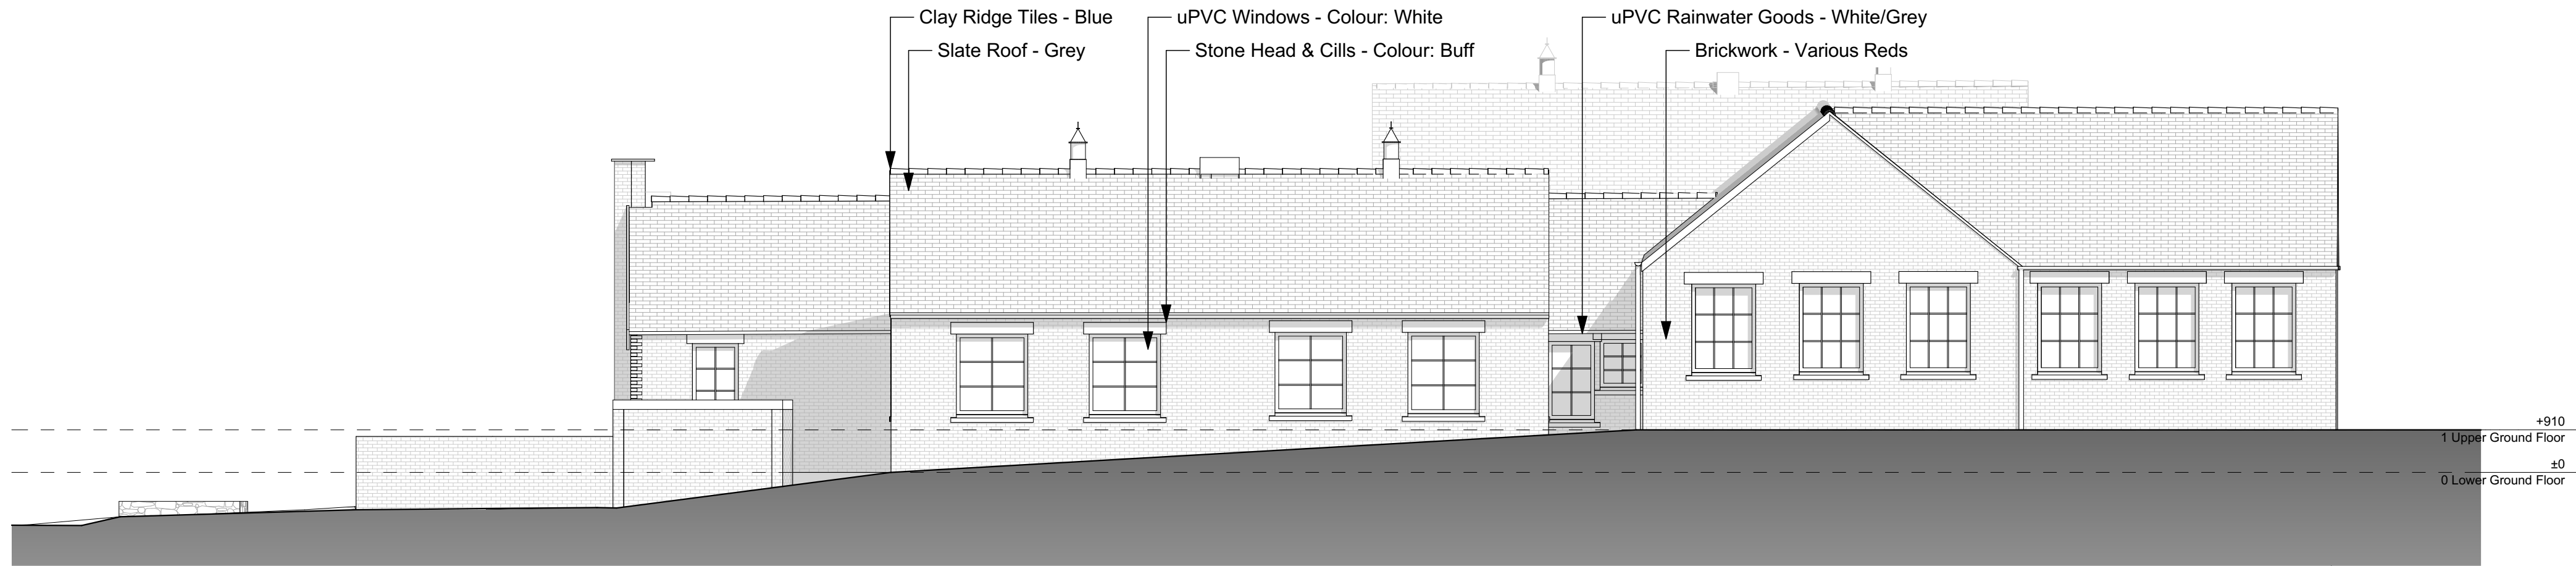 Clay Ridge Tiles - Blue
uPVC Windows - Colour: White
uPVC Rainwater Goods - White/Grey
Slate Roof - Grey
Stone Head & Cills - Colour: Buff
Brickwork - Various Reds
+910
1 Upper Ground Floor
±0
0 Lower Ground Floor